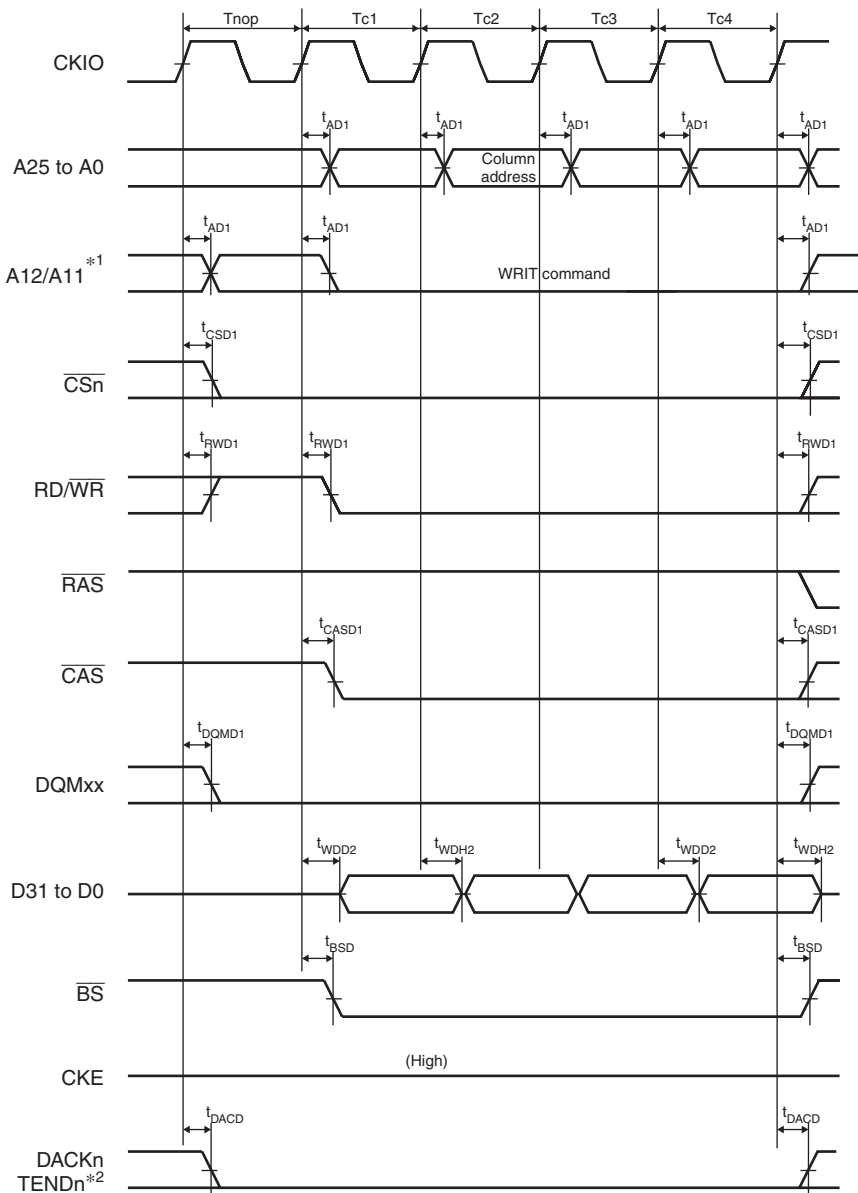 Tnop Tc1 Tc2 Tc3 Tc4
CKIO
tAD1 tAD1 tAD1 tAD1 tAD1
A25 to A0
Column
address
tAD1 tAD1 tAD1
A12/A11*1
WRIT command
tCSD1 tCSD1
CSn
tRWD1 tRWD1 tRWD1
RD/WR
RAS
tCASD1 tCASD1
CAS
tDQMD1 tDQMD1
DQMxx
tWDD2 tWDH2 tWDD2 tWDH2
D31 to D0
tBSD tBSD
BS
(High)
CKE
tDACD tDACD
DACKn
TENDn*2